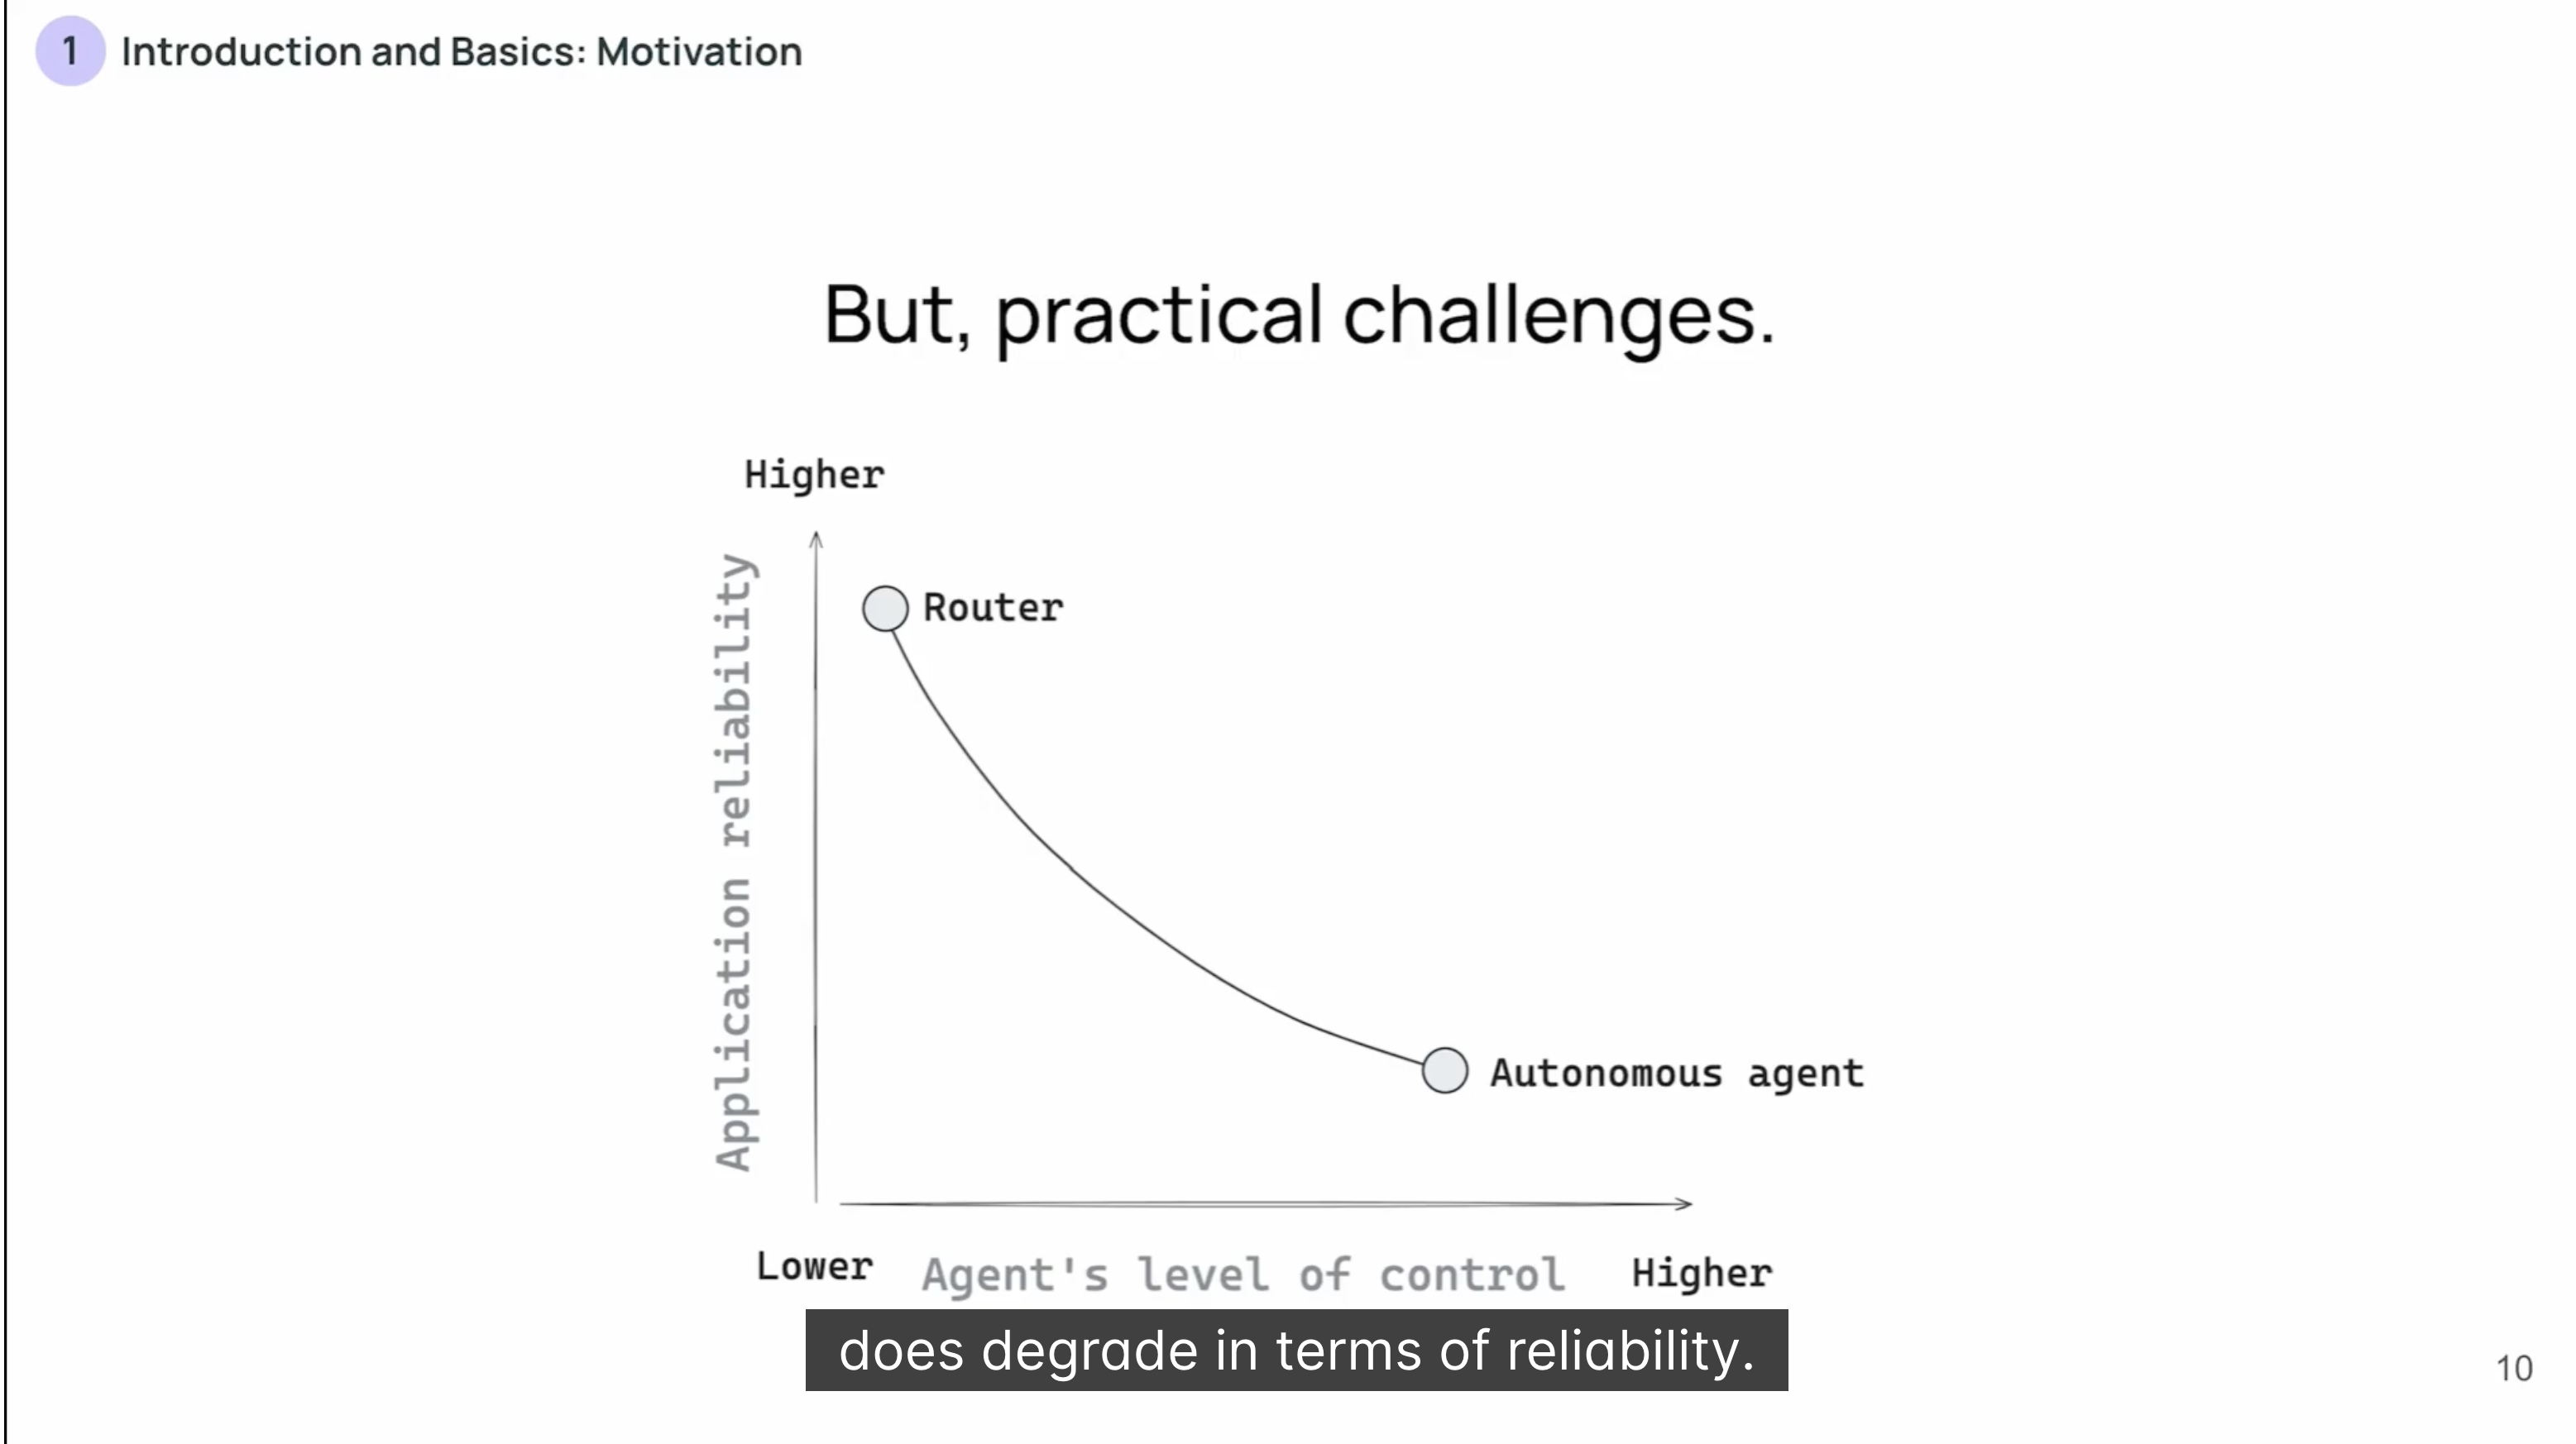 1 Introduction and Basics: Motivation
But, practical challenges.
Higher
Application reliability
Router
Autonomous agent
Lower Agent's level of control Higher
does degrade in terms of reliability.
10